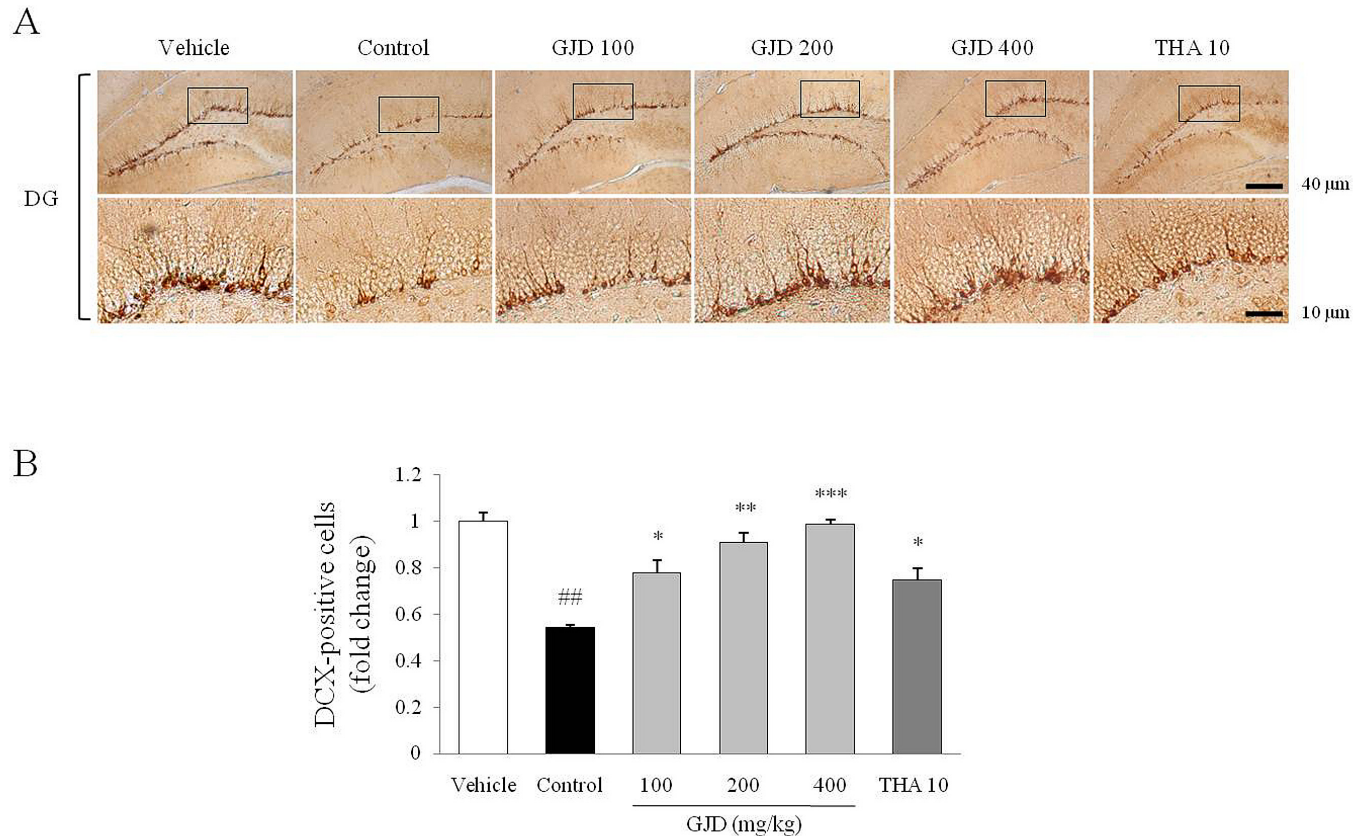 A
Vehicle Control GJD 100 GJD 200 GJD 400 THA 10
DG
40 µm
10 µm
B
DCX-positive cells
(fold change)
1.2
1
0.8
0.6
0.4
0.2
0
##
*
**
***
*
Vehicle Control 100 200 400 THA 10
GJD (mg/kg)